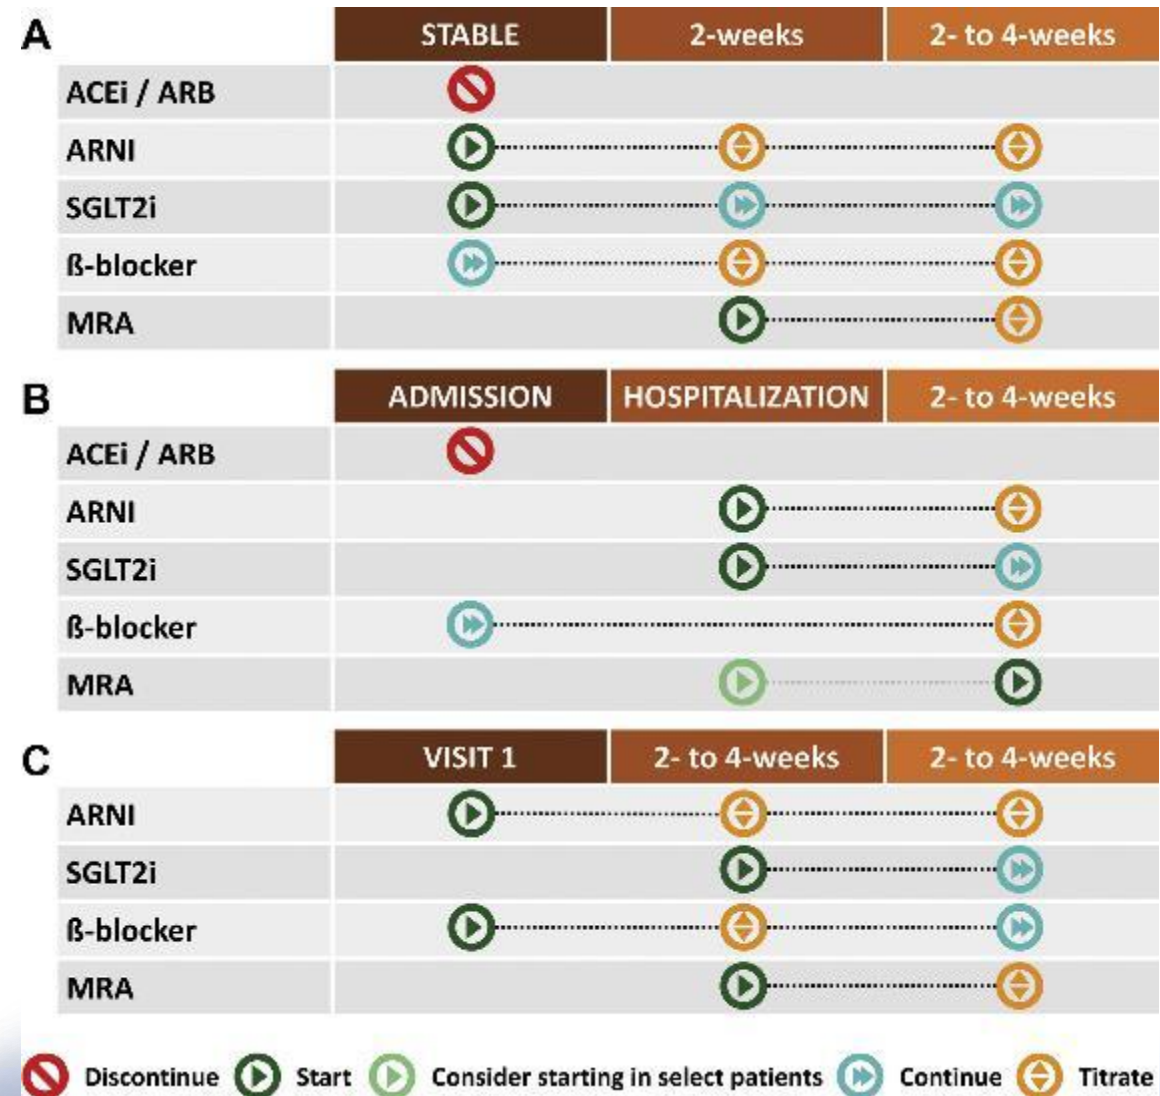 A STABLE 2-weeks 2- to 4-weeks
ACEi / ARB
ARNI
SGLT2i
ß-blocker
MRA
B ADMISSION HOSPITALIZATION 2- to 4-weeks
ACEi / ARB
ARNI
SGLT2i
ß-blocker
MRA
C VISIT 1 2- to 4-weeks 2- to 4-weeks
ARNI
SGLT2i
ß-blocker
MRA
Discontinue Start Consider starting in select patients Continue Titrate